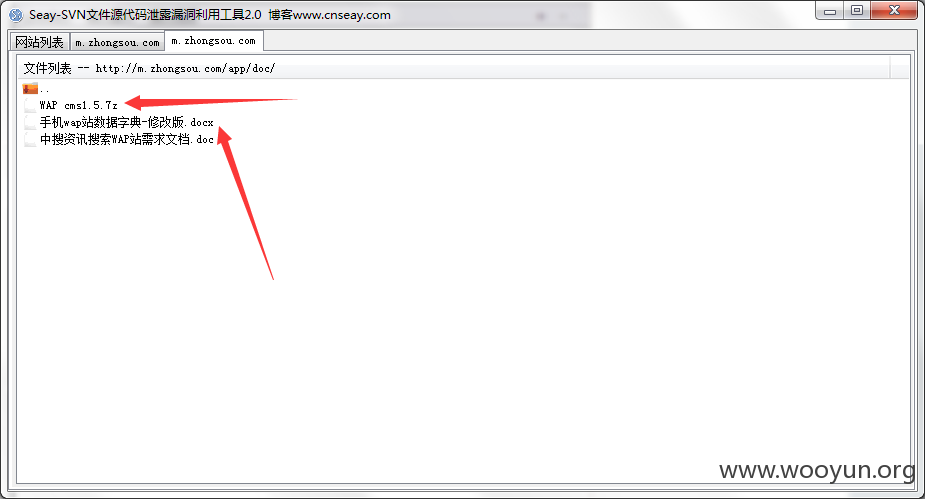 Seay-SVN文件源代码泄露漏洞利用工具2.0 博客www.cnseay.com
网站列表 m.zhongsou.com m.zhongsou.com
文件列表 -- http://m.zhongsou.com/app/doc/
..
WAP cms1.5.7z
手机wap站数据字典-修改版.docx
中搜资讯搜索WAP站需求文档.doc
www.wooyun.org